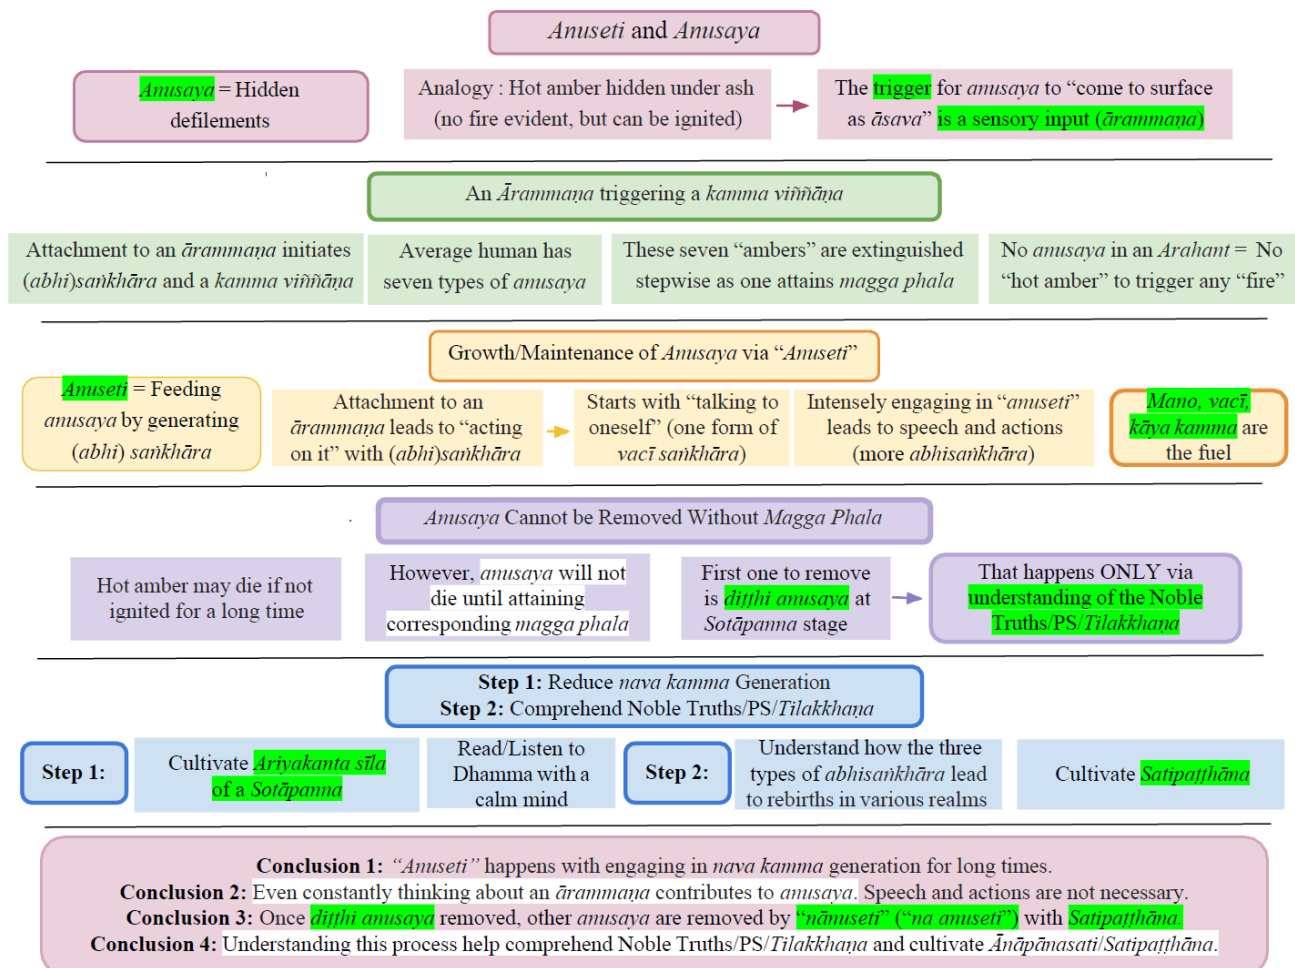 Anuseti and Anusaya
Anusaya = Hidden
defilements
Analogy : Hot amber hidden under ash
(no fire evident, but can be ignited)
The trigger for anusaya to “come to surface
as āsava” is a sensory input (ārammaṇa)
An Ārammaṇa triggering a kamma viññāṇa
Attachment to an ārammaṇa initiates
(abhi)saṅkhāra and a kamma viññāṇa
Average human has
seven types of anusaya
These seven “ambers” are extinguished
stepwise as one attains magga phala
No anusaya in an Arahant = No
“hot amber” to trigger any “fire”
Growth/Maintenance of Anusaya via “Anuseti”
Anuseti = Feeding
anusaya by generating
(abhi) saṅkhāra
Attachment to an
ārammaṇa leads to “acting
on it” with (abhi)saṅkhāra
Starts with “talking to
oneself” (one form of
vacī saṅkhāra)
Intensely engaging in “anuseti”
leads to speech and actions
(more abhisaṅkhāra)
Mano, vacī,
kāya kamma are
the fuel
Anusaya Cannot be Removed Without Magga Phala
Hot amber may die if not
ignited for a long time
However, anusaya will not
die until attaining
corresponding magga phala
First one to remove
is diṭṭhi anusaya at
Sotāpanna stage
That happens ONLY via
understanding of the Noble
Truths/PS/Tilakkhaṇa
Step 1: Reduce nava kamma Generation
Step 2: Comprehend Noble Truths/PS/Tilakkhaṇa
Step 1:
Cultivate Ariyakanta sīla
of a Sotāpanna
Read/Listen to
Dhamma with a
calm mind
Step 2:
Understand how the three
types of abhisaṅkhāra lead
to rebirths in various realms
Cultivate Satipaṭṭhāna
Conclusion 1: “Anuseti” happens with engaging in nava kamma generation for long times.
Conclusion 2: Even constantly thinking about an ārammaṇa contributes to anusaya. Speech and actions are not necessary.
Conclusion 3: Once diṭṭhi anusaya removed, other anusaya are removed by “nānuseti” (“na anuseti”) with Satipaṭṭhāna.
Conclusion 4: Understanding this process help comprehend Noble Truths/PS/Tilakkhaṇa and cultivate Ānāpānasati/Satipaṭṭhāna.